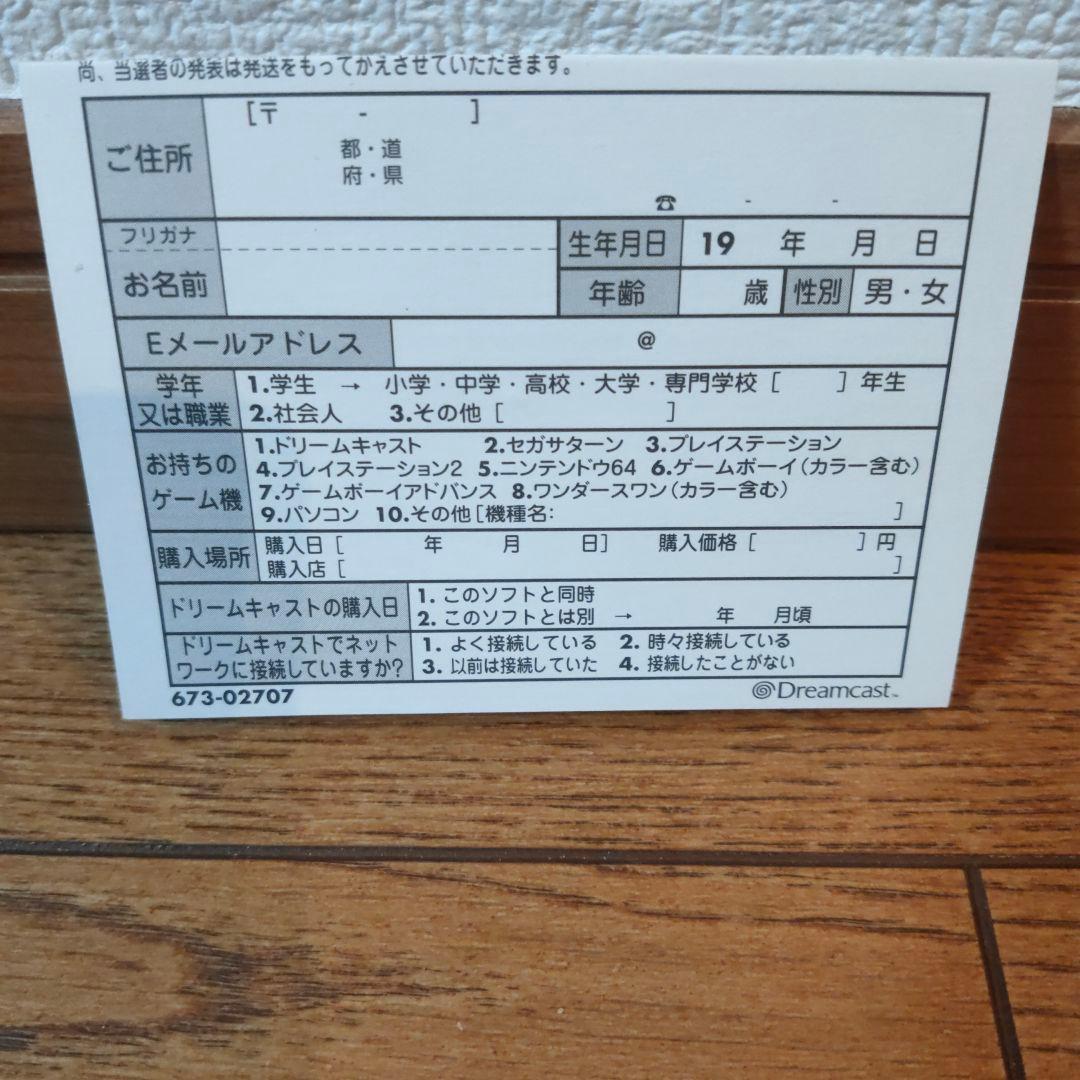 尚、当選者の発表は発送をもってかえさせていただきます。
ご住所 [〒 - ]
都・道
府・県
☎ - -
フリガナ
お名前
生年月日 19 年 月 日
年齢 歳 性別 男・女
Eメールアドレス @
学年
又は職業
1.学生 → 小学・中学・高校・大学・専門学校 [ ] 年生
2.社会人 3.その他 [ ]
お持ちの
ゲーム機
1.ドリームキャスト 2.セガサターン 3.プレイステーション
4.プレイステーション2 5.ニンテンドウ64 6.ゲームボーイ(カラー含む)
7.ゲームボーイアドバンス 8.ワンダースワン(カラー含む)
9.パソコン 10.その他[機種名: ]
購入場所
購入日 [ 年 月 日] 購入価格 [ ] 円
購入店 [ ]
ドリームキャストの購入日
1. このソフトと同時
2. このソフトとは別 → 年 月頃
ドリームキャストでネット
ワークに接続していますか?
1. よく接続している 2. 時々接続している
3. 以前は接続していた 4. 接続したことがない
673-02707
Dreamcast™